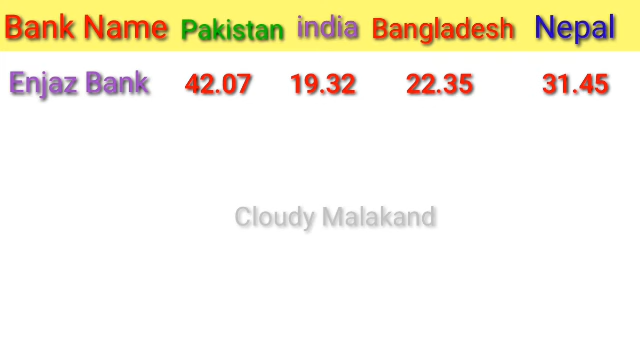 Bank Name Pakistan india Bangladesh Nepal
Enjaz Bank 42.07 19.32 22.35 31.45
Cloudy Malakand